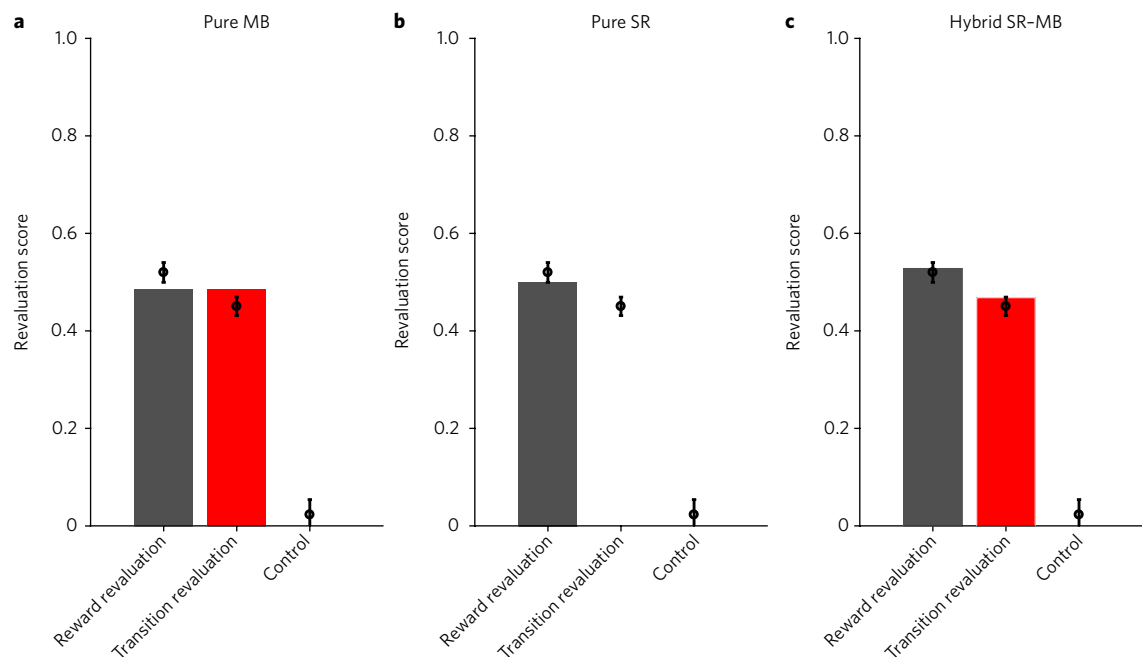 a
Pure MB
1.0
0.8
0.6
0.4
0.2
0
Revaluation score
Reward revaluation
Transition revaluation
Control
b
Pure SR
1.0
0.8
0.6
0.4
0.2
0
Revaluation score
Reward revaluation
Transition revaluation
Control
c
Hybrid SR–MB
1.0
0.8
0.6
0.4
0.2
0
Revaluation score
Reward revaluation
Transition revaluation
Control